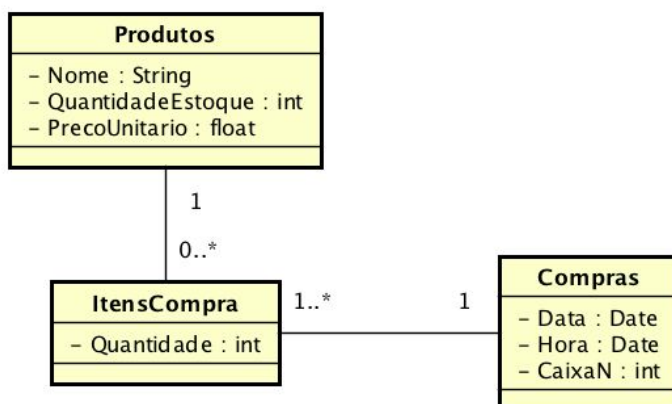 Produtos
- Nome : String
- QuantidadeEstoque : int
- PrecoUnitario : float
1
0..*
ItensCompra
- Quantidade : int
1..*
1
Compras
- Data : Date
- Hora : Date
- CaixaN : int